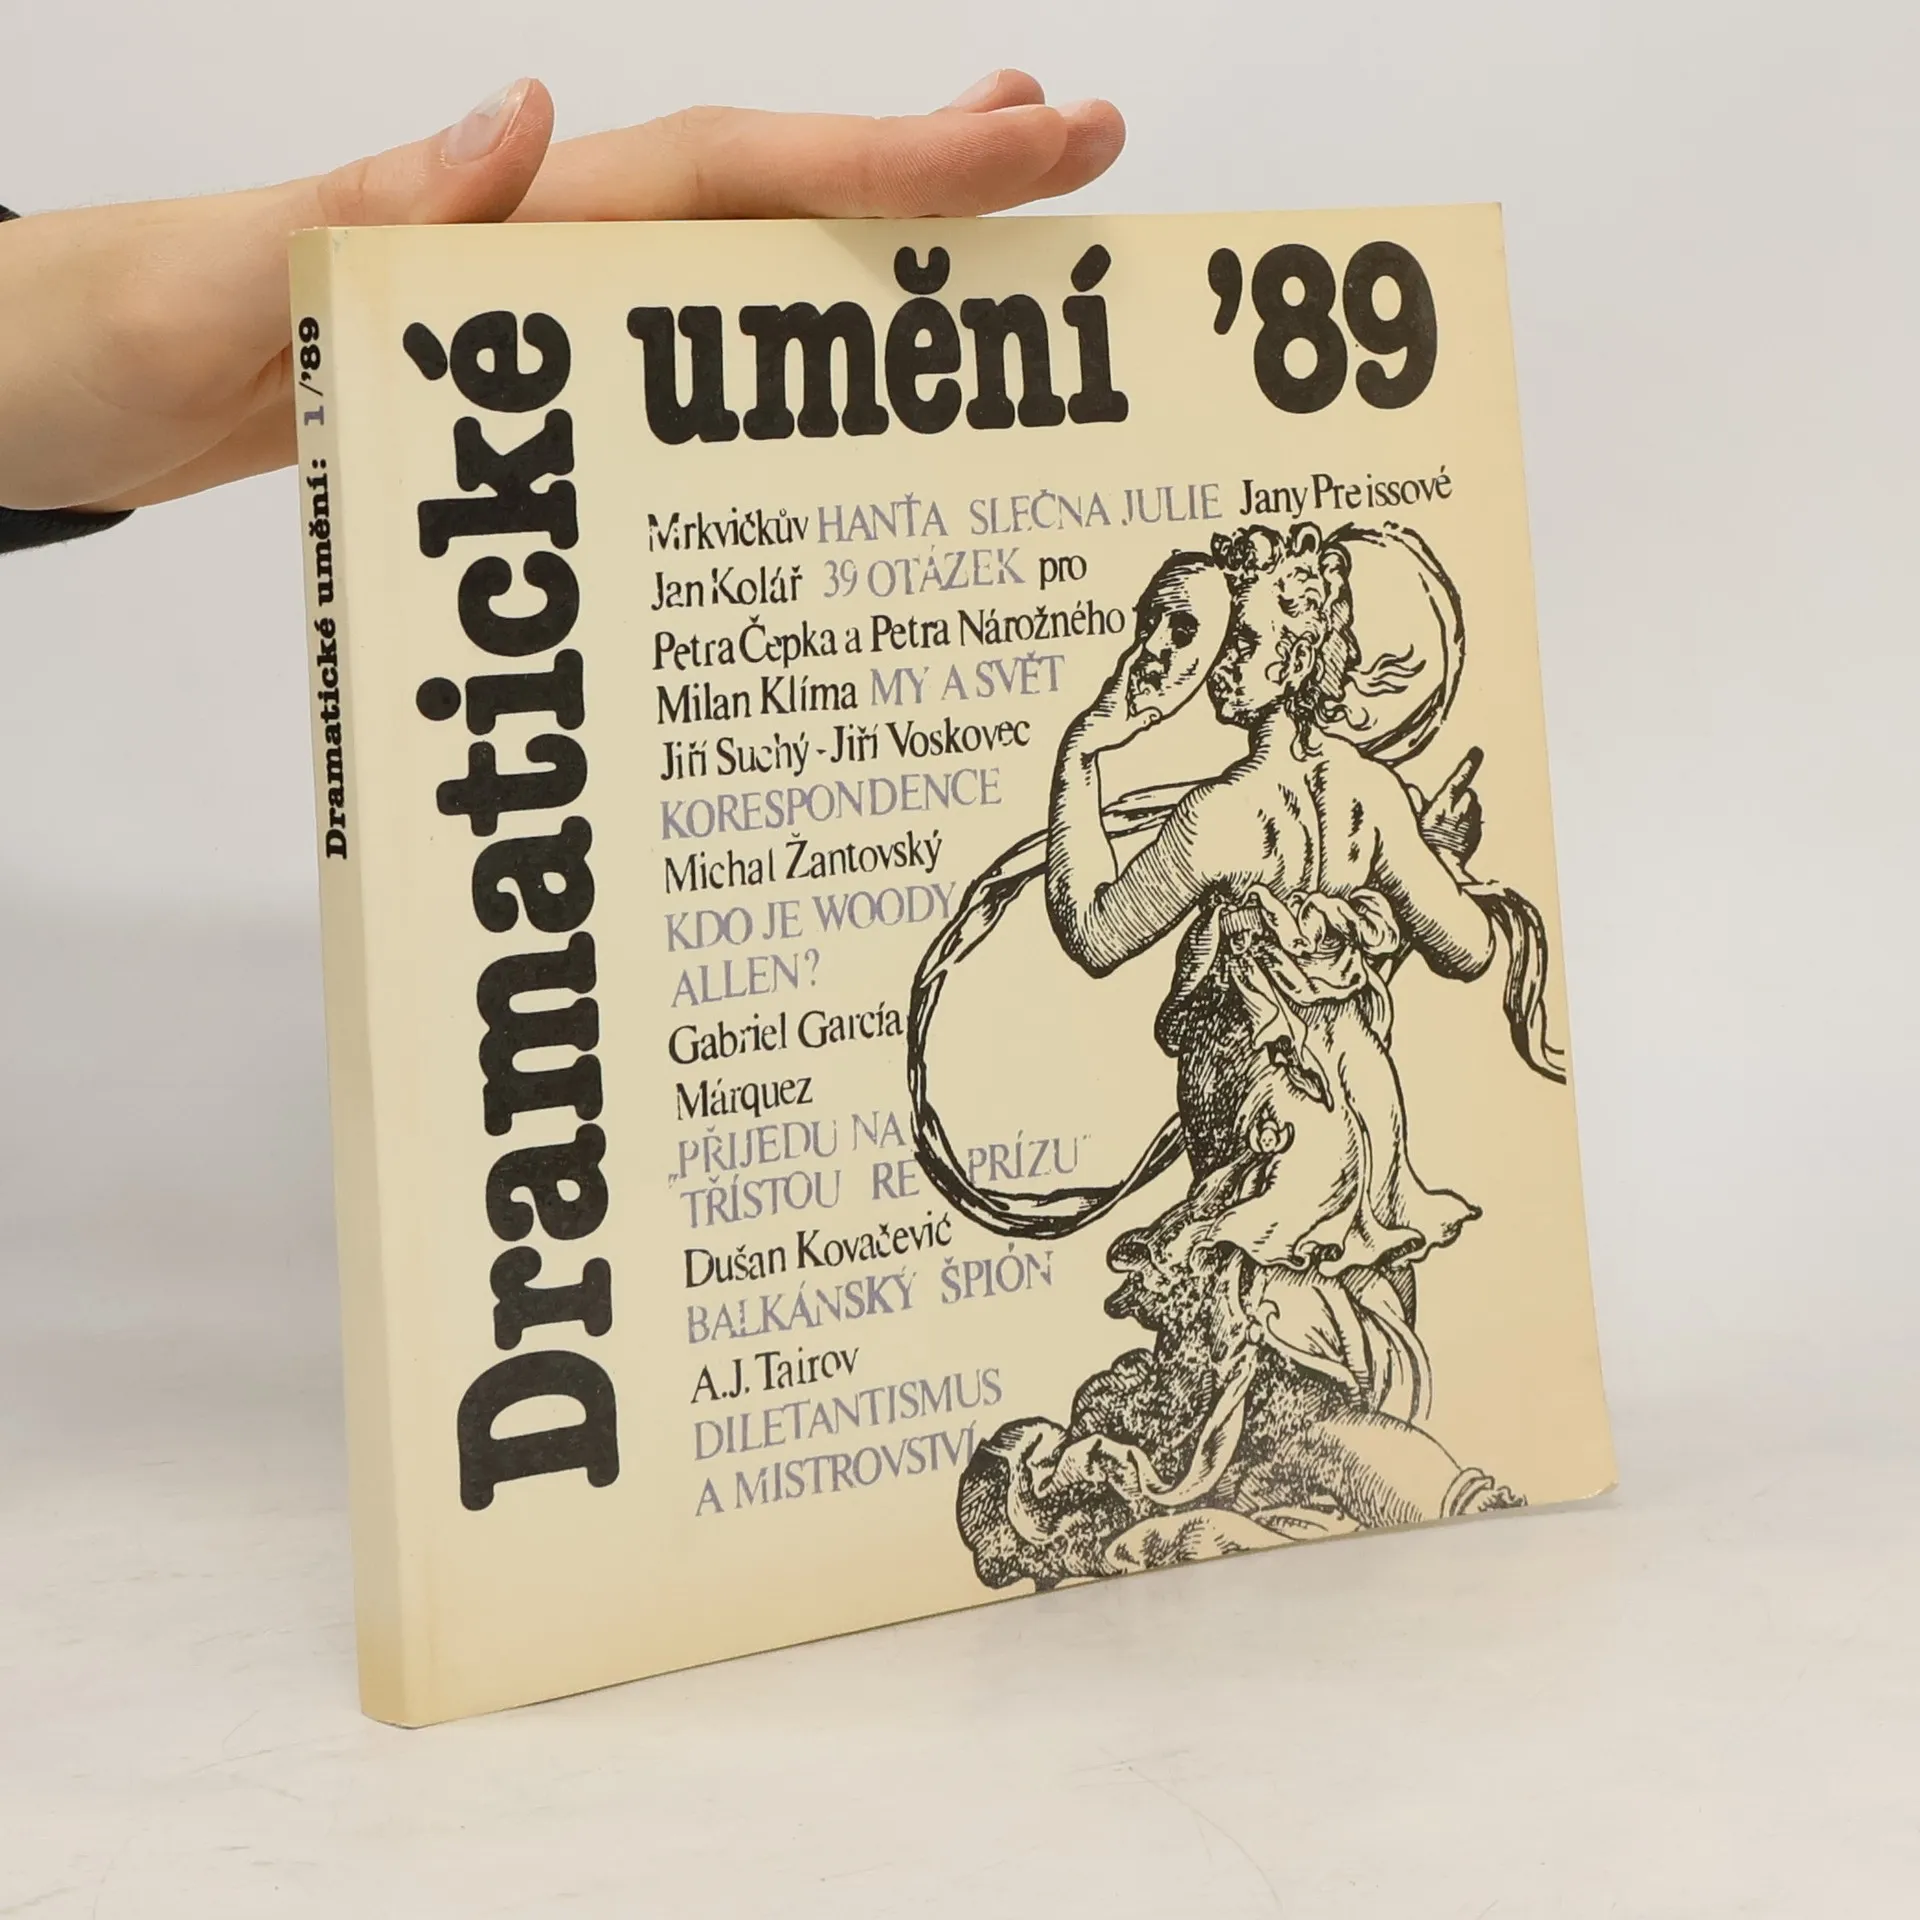 Dramatické umění: 1/'89
Dramatické
umění '89
Mrkvičkův HANŤA SLEČNA JULIE Jany Preissové
Jan Kolář 39 OTÁZEK pro
Petra Čepka a Petra Nárožného
Milan Klíma MY A SVĚT
Jiří Suchý - Jiří Voskovec
KORESPONDENCE
Michal Žantovský
KDO JE WOODY
ALLEN?
Gabriel García
Márquez
„PŘIJEDU NA
TŘÍSTOU REPRÍZU"
Dušan Kovačević
BALKÁNSKÝ ŠPIÓN
A.J. Tairov
DILETANTISMUS
A MISTROVSTVÍ